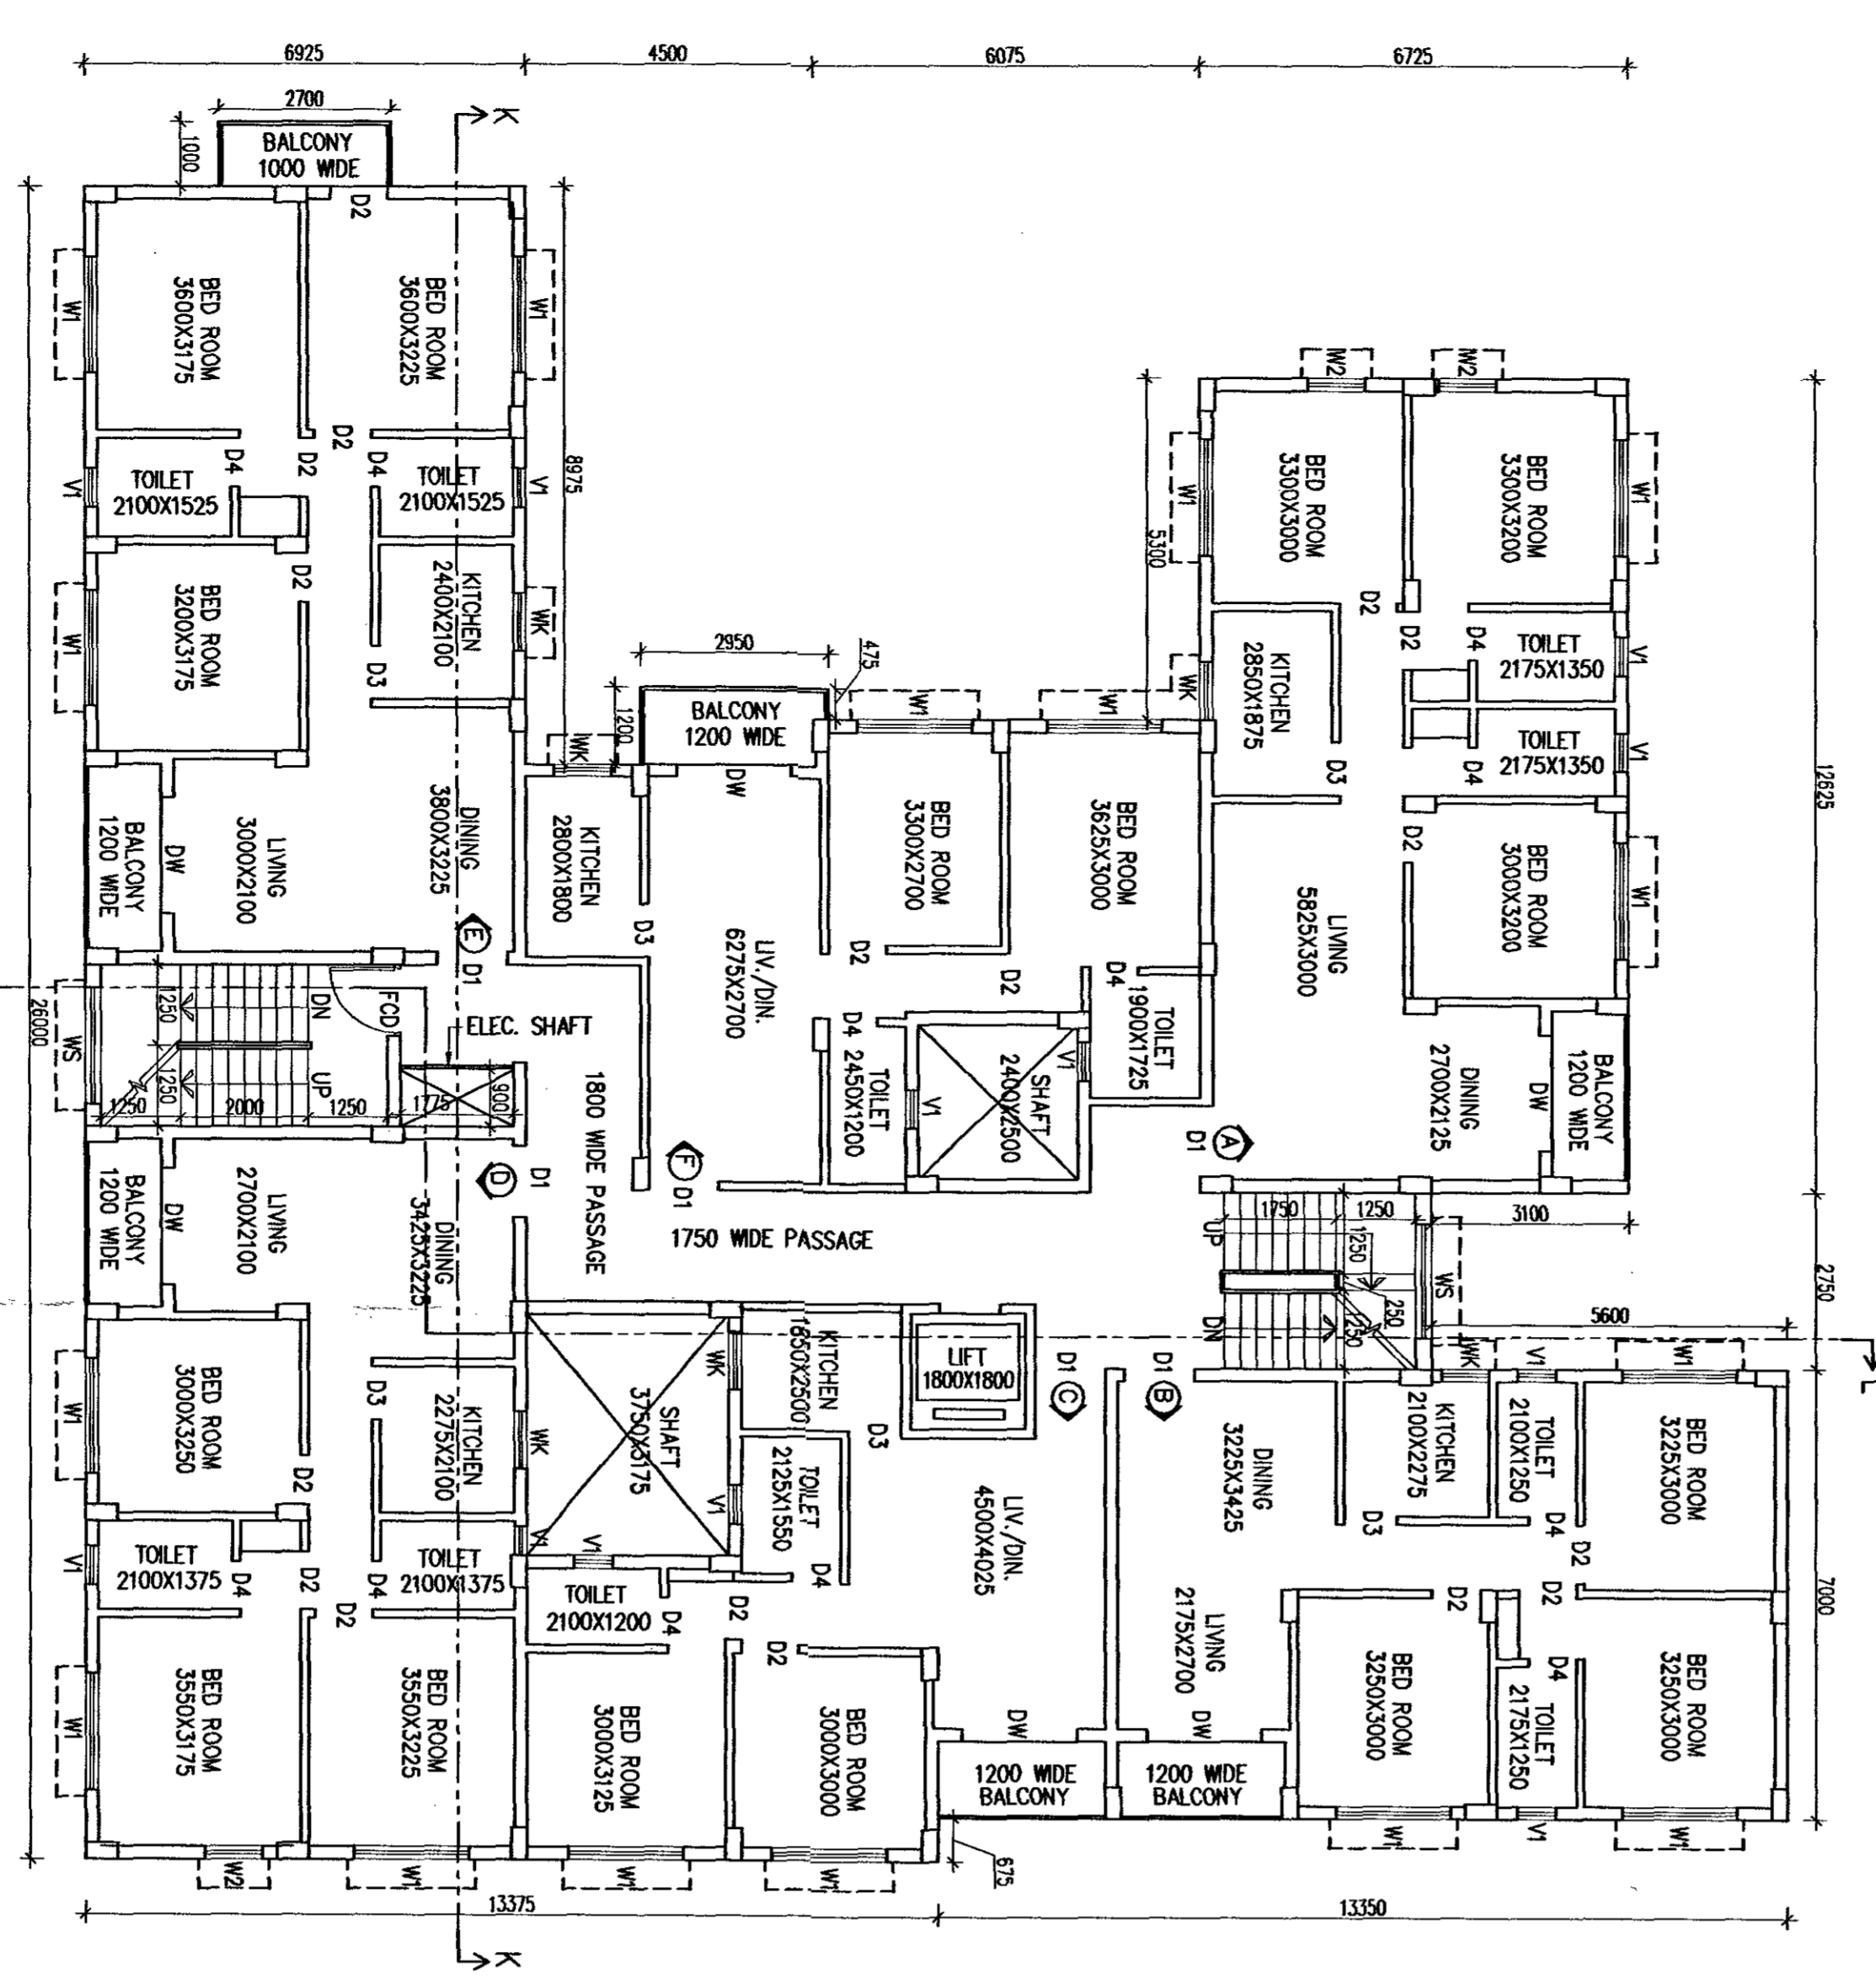 6925
4500
6075
6725
2700
1000
BALCONY
1000 WIDE
K
D2
BED ROOM
3600X3175
BED ROOM
3600X3225
W1
W1
8975
D2
D4
D2
D4
TOILET
2100X1525
TOILET
2100X1525
V1
V1
BED ROOM
3200X3175
D2
KITCHEN
2400X2100
D3
WK
W1
LIVING
3000X2100
DINING
3800X3225
DW
BALCONY
1200 WIDE
E
D1
W2
W2
BED ROOM
3300X3000
BED ROOM
3300X3200
W1
W1
5300
12625
D2
D2
D4
TOILET
2175X1350
V1
KITCHEN
2850X1875
WK
D3
D4
TOILET
2175X1350
V1
D2
BED ROOM
3000X3200
W1
LIVING
5825X3000
DINING
2700X2125
DW
BALCONY
1200 WIDE
A
D1
2950
475
1200
BALCONY
1200 WIDE
W1
W1
WK
DW
KITCHEN
2800X1800
D3
LIV./DIN.
6275X2700
BED ROOM
3300X2700
BED ROOM
3625X3000
D2
D2
D4
TOILET
1900X1725
V1
SHAFT
2400X2500
D4
TOILET
2450X1200
V1
F
D1
26000
WS
1250
1250
DN
UP
FCD
ELEC. SHAFT
1250
2000
1250
1775
900
1800 WIDE PASSAGE
1750 WIDE PASSAGE
1750
1250
3100
UP
DN
1250
250
1250
WS
2750
5600
D
D1
LIVING
2700X2100
DINING
3425X3225
DW
BALCONY
1200 WIDE
BED ROOM
3000X3250
D2
W1
D3
KITCHEN
2275X2100
WK
SHAFT
3750X3175
WK
V1
V1
V1
KITCHEN
1850X2500
TOILET
2125X1550
D3
D4
LIFT
1800X1800
D1
C
D1
B
TOILET
2100X1375
TOILET
2100X1375
V1
D4
D2
D4
D2
BED ROOM
3550X3175
BED ROOM
3550X3225
W1
W2
W1
TOILET
2100X1200
D4
D2
D2
BED ROOM
3000X3125
BED ROOM
3000X3000
W1
W1
LIV./DIN.
4500X4025
DW
1200 WIDE
BALCONY
675
DINING
3225X3425
LIVING
2175X2700
DW
1200 WIDE
BALCONY
WK
V1
W1
KITCHEN
2100X2275
TOILET
2100X1250
BED ROOM
3225X3000
D3
D4
D2
D2
D2
BED ROOM
3250X3000
D4
TOILET
2175X1250
BED ROOM
3250X3000
W1
V1
W1
7000
13375
13350
K